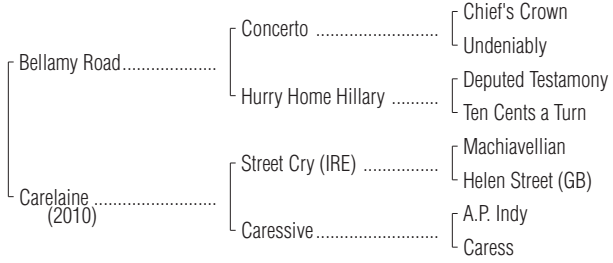 Chief's Crown
Concerto ......................
Undeniably
Bellamy Road....................
Deputed Testamony
Hurry Home Hillary ..........
Ten Cents a Turn
Machiavellian
Street Cry (IRE) ................
Helen Street (GB)
Carelaine ..........................
(2010)
A.P. Indy
Caressive..........................
Caress